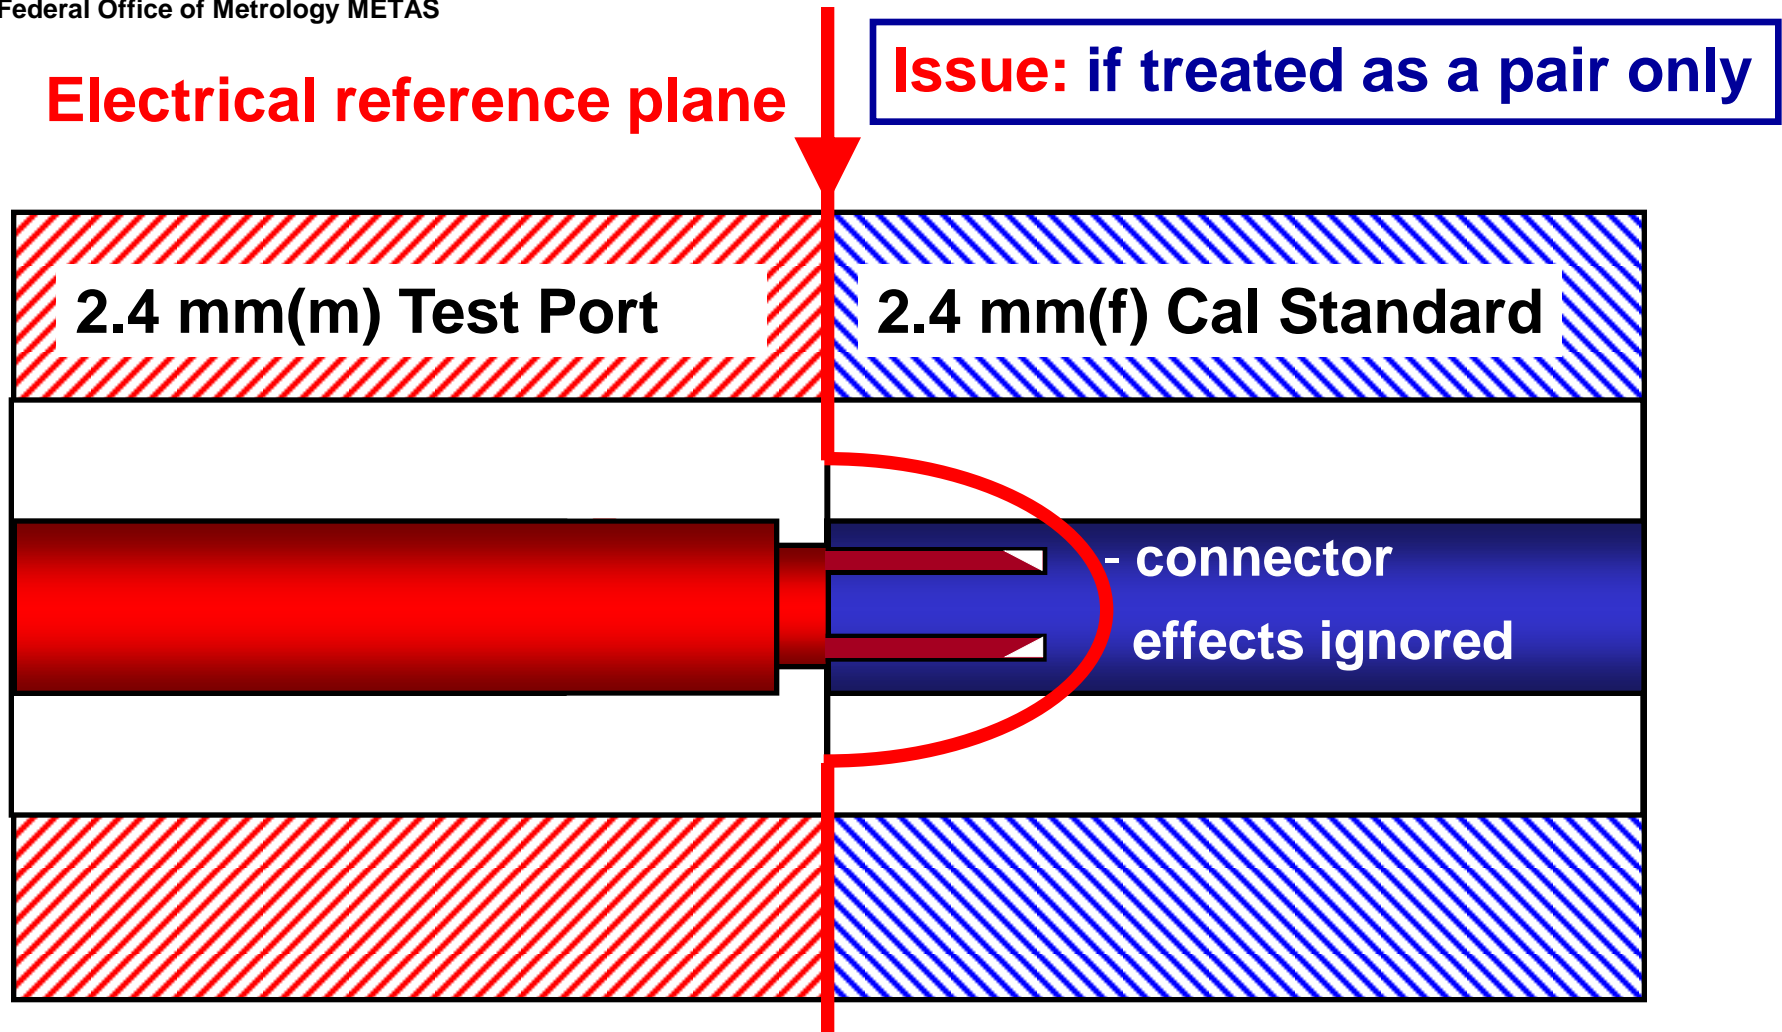 Federal Office of Metrology METAS
Electrical reference plane
Issue: if treated as a pair only
2.4 mm(m) Test Port
2.4 mm(f) Cal Standard
- connector
effects ignored